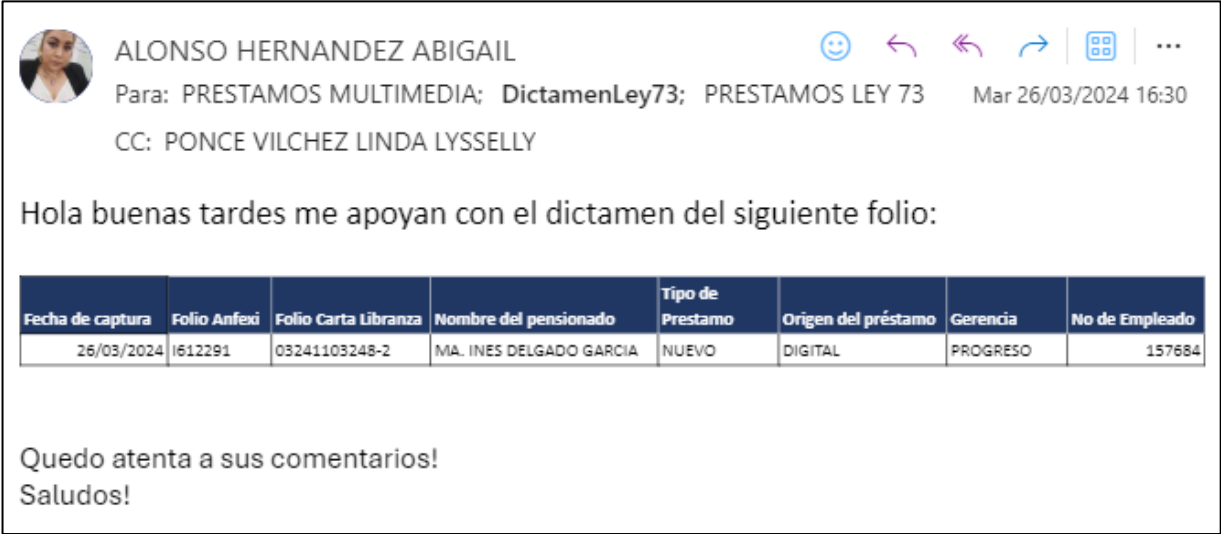 ALONSO HERNANDEZ ABIGAIL
Para: PRESTAMOS MULTIMEDIA; DictamenLey73; PRESTAMOS LEY 73 Mar 26/03/2024 16:30
CC: PONCE VILCHEZ LINDA LYSSELLY
Hola buenas tardes me apoyan con el dictamen del siguiente folio:
Fecha de captura Folio Anfexi Folio Carta Libranza Nombre del pensionado Tipo de Prestamo Origen del préstamo Gerencia No de Empleado
26/03/2024 I612291 03241103248-2 MA. INES DELGADO GARCIA NUEVO DIGITAL PROGRESO 157684
Quedo atenta a sus comentarios!
Saludos!